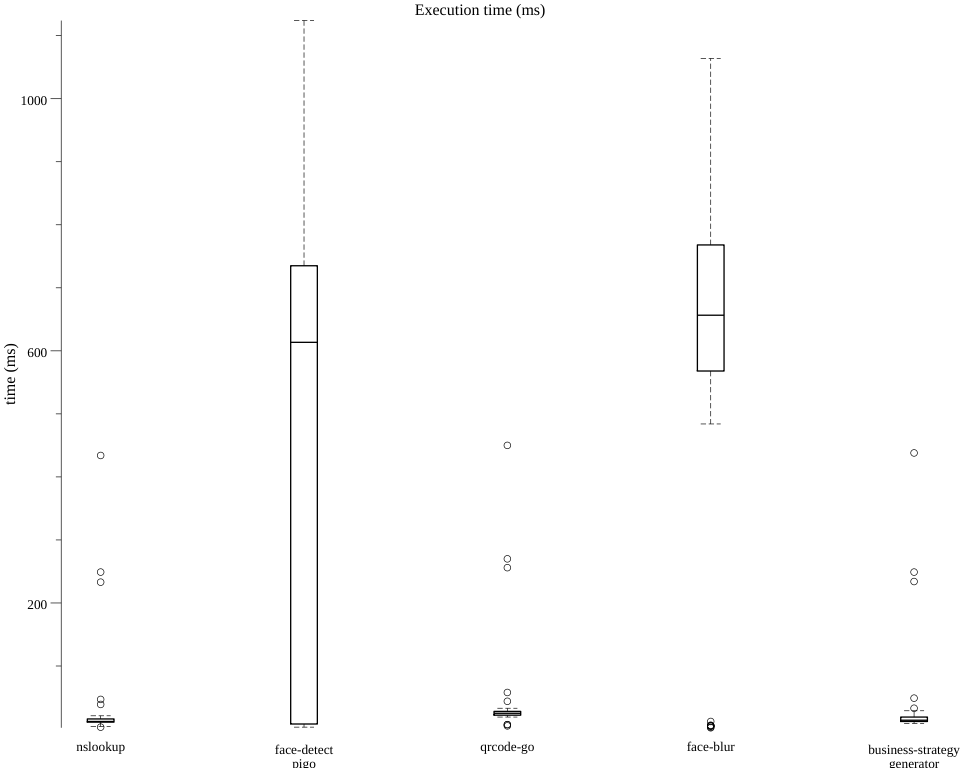 Execution time (ms)
1000
600
200
time (ms)
nslookup
face-detect
pigo
qrcode-go
face-blur
business-strategy
generator